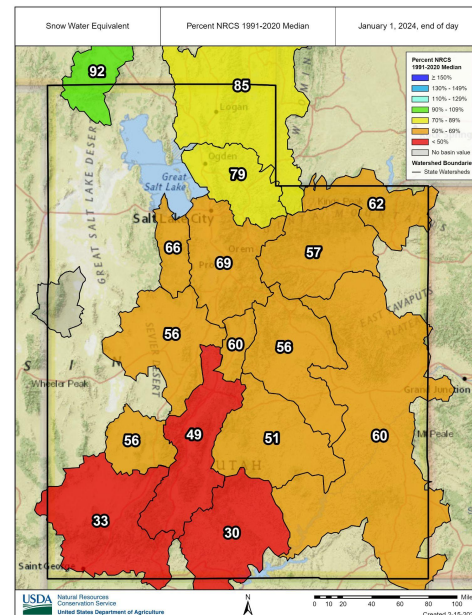 Snow Water Equivalent
Percent NRCS 1991-2020 Median
January 1, 2024, end of day
Percent NRCS
1991-2020 Median
≥ 150%
130% - 149%
110% - 129%
90% - 109%
70% - 89%
50% - 69%
< 50%
No basin value
Watershed Boundaries
State Watersheds
92
85
Logan
Ogden
79
Great
Salt Lake
GREAT SALT LAKE DESER
Salt Lake City
62
66
69
57
Orem
EAST TAVAPUTS
56
60
56
SEVIER DESERT
Wheeler Peak
Grand Junction
49
56
51
60
UTAH
33
30
Saint George
USDA
Natural Resources
Conservation Service
United States Department of Agriculture
N
0 10 20 40 60 80